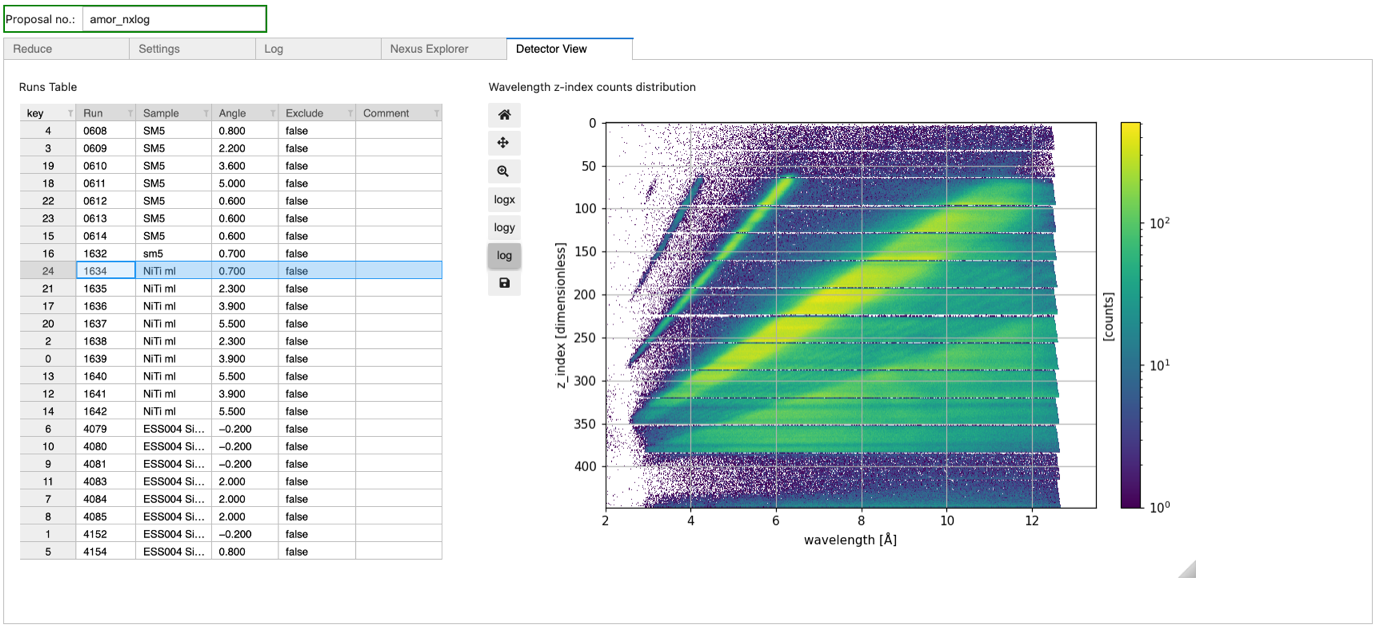 Proposal no.: amor_nxlog
Reduce Settings Log Nexus Explorer Detector View
Runs Table
key Run Sample Angle Exclude Comment
4 0608 SM5 0.800 false
3 0609 SM5 2.200 false
19 0610 SM5 3.600 false
18 0611 SM5 5.000 false
22 0612 SM5 0.600 false
23 0613 SM5 0.600 false
15 0614 SM5 0.600 false
16 1632 sm5 0.700 false
24 1634 NiTi ml 0.700 false
21 1635 NiTi ml 2.300 false
17 1636 NiTi ml 3.900 false
20 1637 NiTi ml 5.500 false
2 1638 NiTi ml 2.300 false
0 1639 NiTi ml 3.900 false
13 1640 NiTi ml 5.500 false
12 1641 NiTi ml 3.900 false
14 1642 NiTi ml 5.500 false
6 4079 ESS004 Si... −0.200 false
10 4080 ESS004 Si... −0.200 false
9 4081 ESS004 Si... −0.200 false
11 4083 ESS004 Si... 2.000 false
7 4084 ESS004 Si... 2.000 false
8 4085 ESS004 Si... 2.000 false
1 4152 ESS004 Si... −0.200 false
5 4154 ESS004 Si... 0.800 false
Wavelength z-index counts distribution
logx
logy
log
z_index [dimensionless]
0
50
100
150
200
250
300
350
400
2 4 6 8 10 12
wavelength [Å]
[counts]
10²
10¹
10⁰